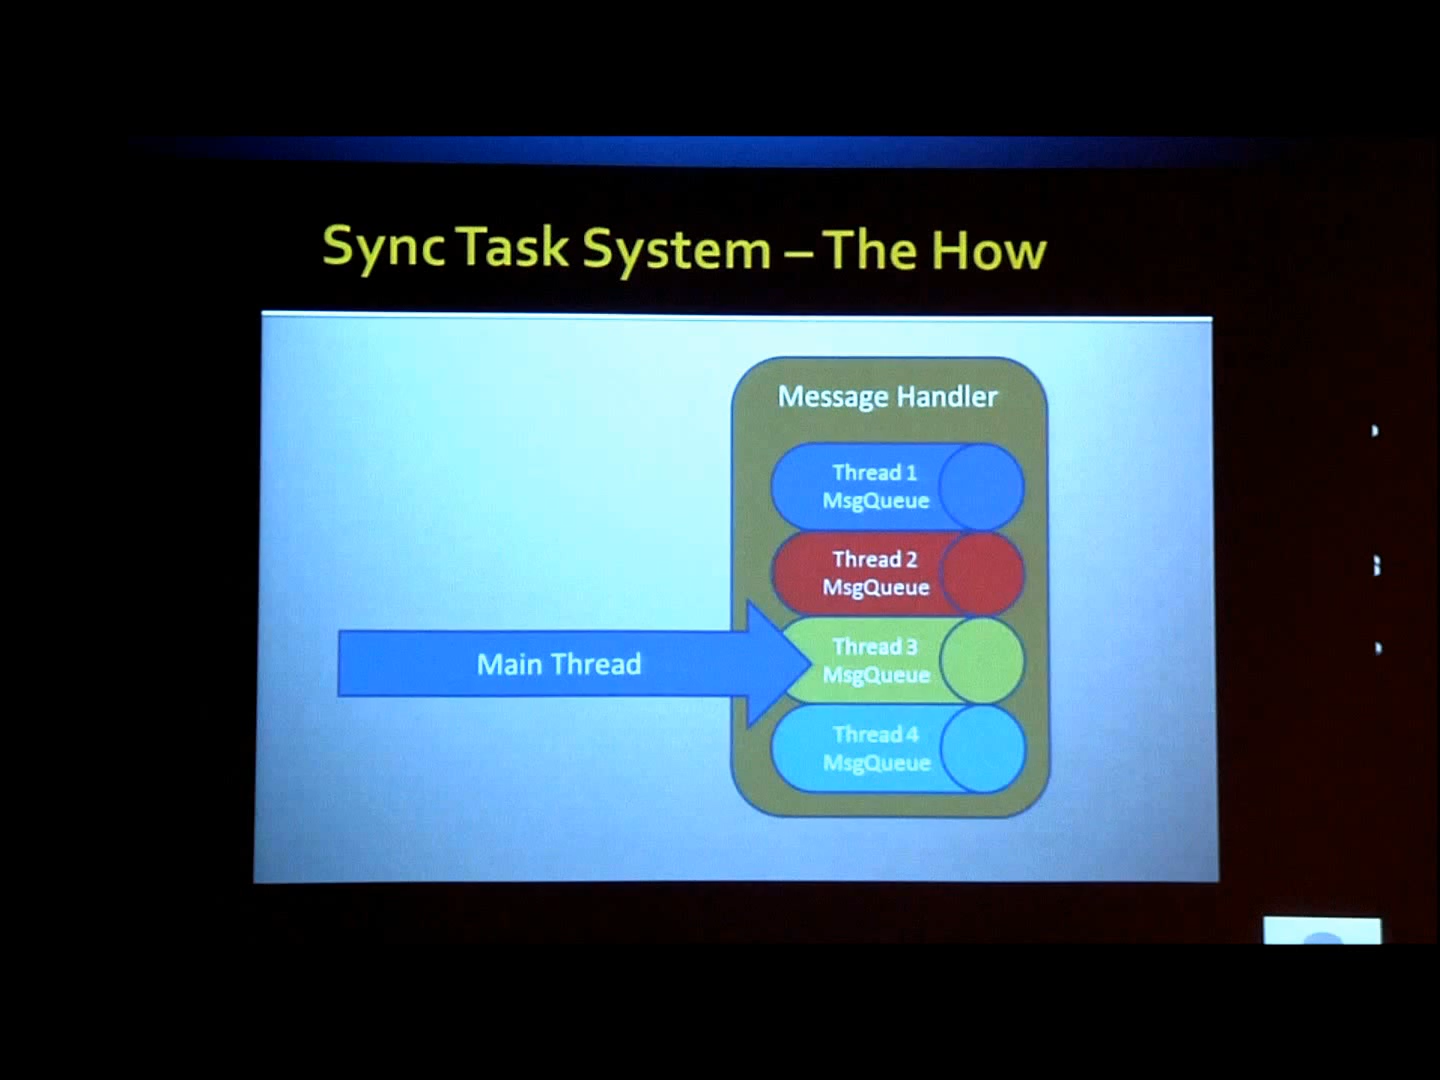 Sync Task System – The How
Message Handler
Thread 1
MsgQueue
Thread 2
MsgQueue
Main Thread
Thread 3
MsgQueue
Thread 4
MsgQueue